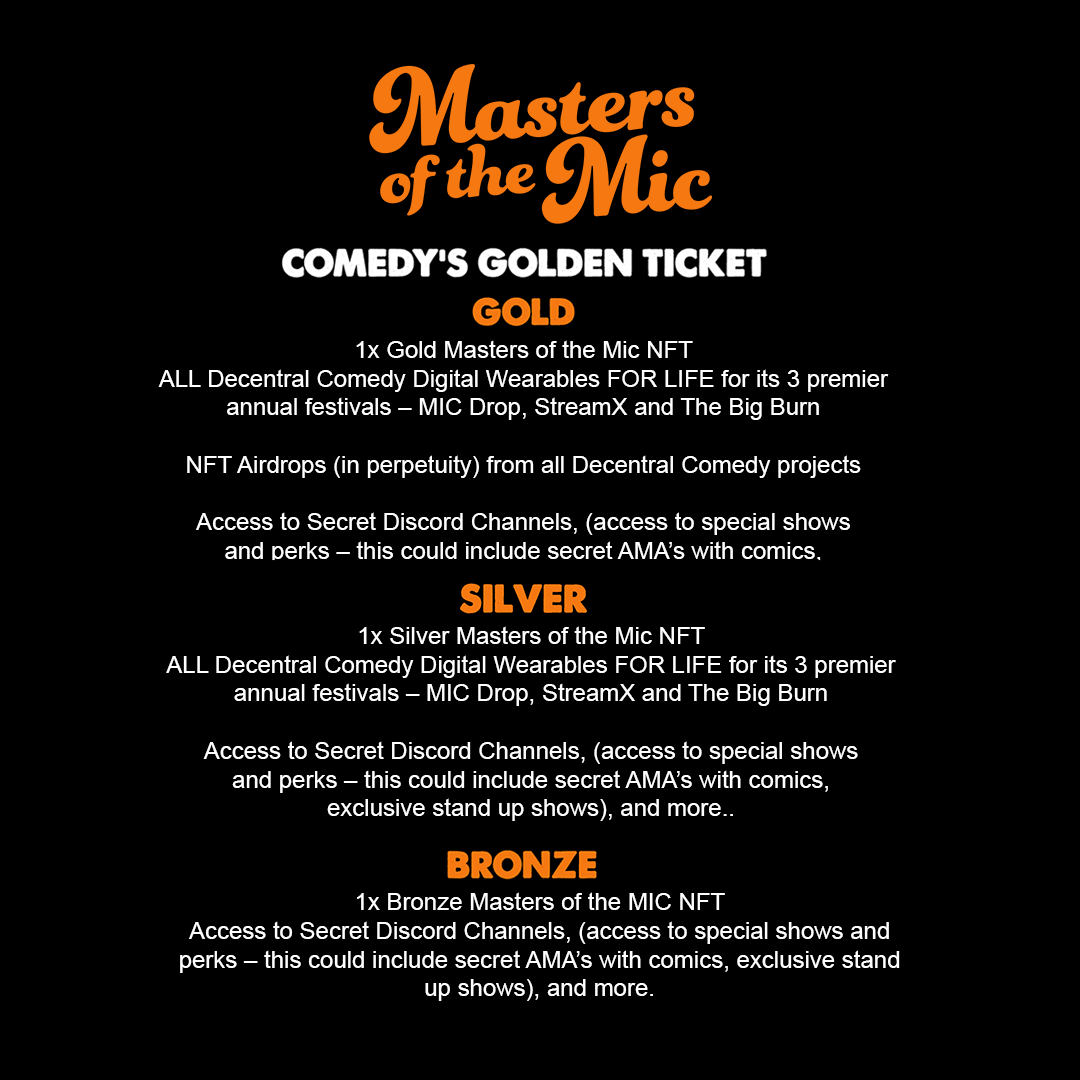 Masters
of the Mic
COMEDY'S GOLDEN TICKET
GOLD
1x Gold Masters of the Mic NFT
ALL Decentral Comedy Digital Wearables FOR LIFE for its 3 premier
annual festivals – MIC Drop, StreamX and The Big Burn
NFT Airdrops (in perpetuity) from all Decentral Comedy projects
Access to Secret Discord Channels, (access to special shows
and perks – this could include secret AMA’s with comics,
SILVER
1x Silver Masters of the Mic NFT
ALL Decentral Comedy Digital Wearables FOR LIFE for its 3 premier
annual festivals – MIC Drop, StreamX and The Big Burn
Access to Secret Discord Channels, (access to special shows
and perks – this could include secret AMA’s with comics,
exclusive stand up shows), and more..
BRONZE
1x Bronze Masters of the MIC NFT
Access to Secret Discord Channels, (access to special shows and
perks – this could include secret AMA’s with comics, exclusive stand
up shows), and more.